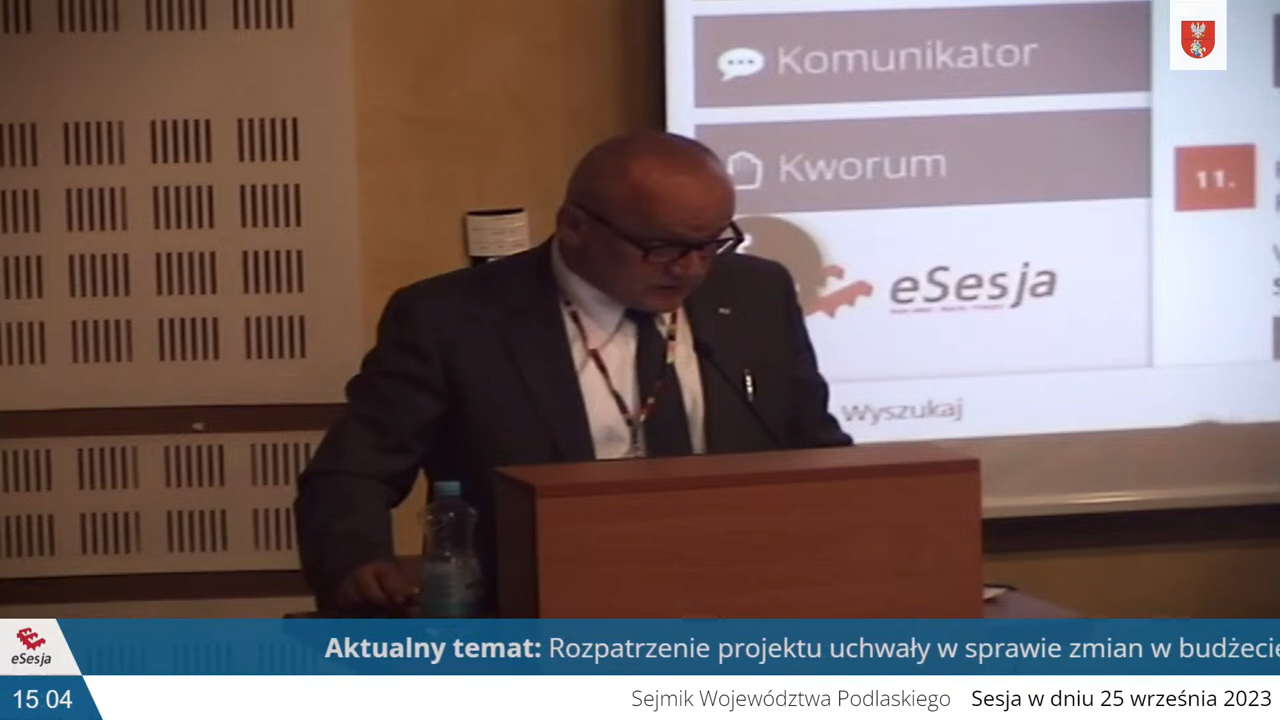 Komunikator
Kworum
11.
eSesja
Wyszukaj
Aktualny temat: Rozpatrzenie projektu uchwały w sprawie zmian w budżecie
eSesja
15 04
Sejmik Województwa Podlaskiego Sesja w dniu 25 września 2023